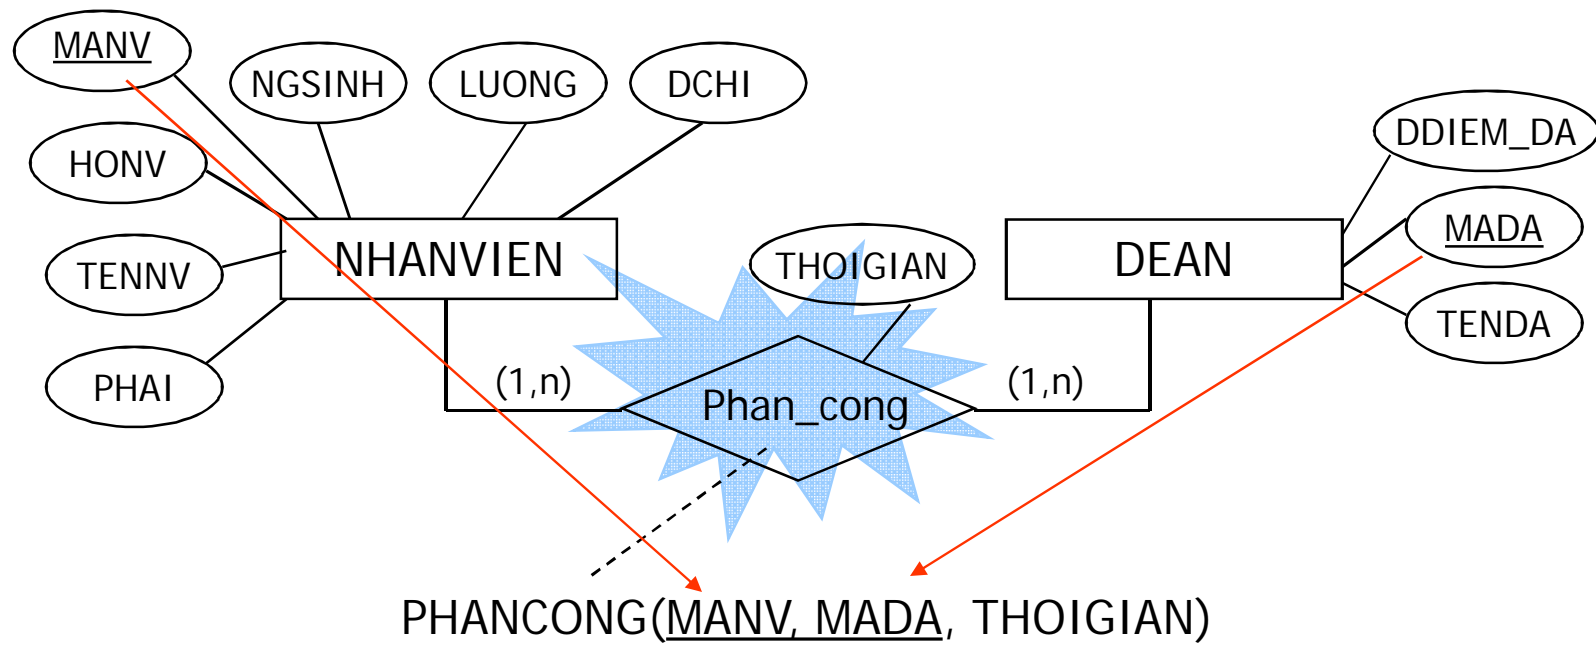 MANV
NGSINH
LUONG
DCHI
DDIEM_DA
HONV
MADA
NHANVIEN
THOIGIAN
DEAN
TENNV
TENDA
PHAI
(1,n)
(1,n)
Phan_cong
PHANCONG(MANV, MADA, THOIGIAN)